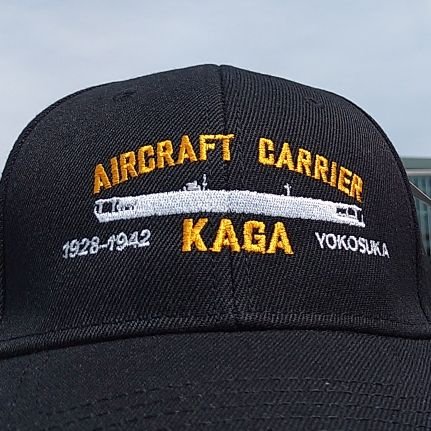 AIRCRAFT CARRIER
1928-1942 KAGA YOKOSUKA